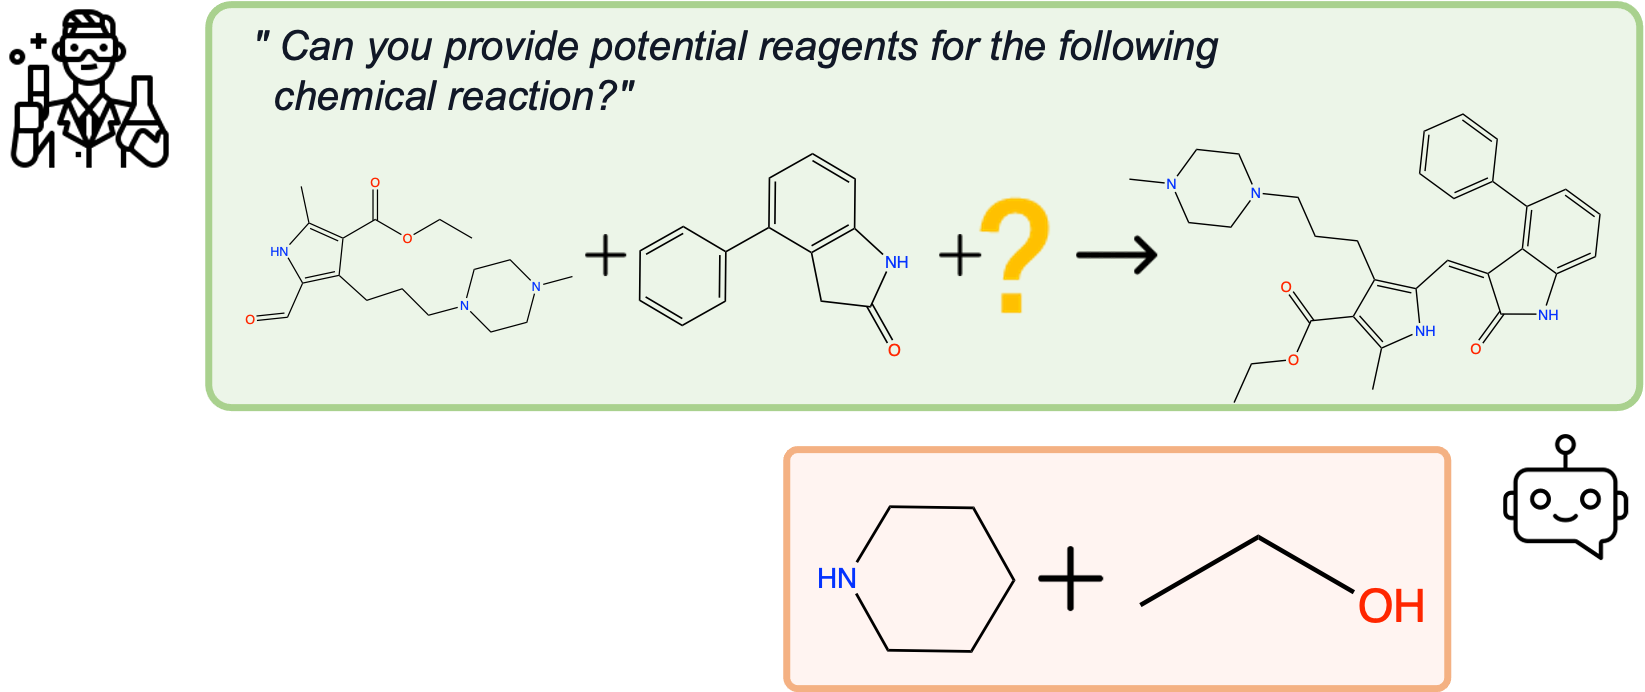 " Can you provide potential reagents for the following
chemical reaction?"
O
O
HN
N
N
O
NH
O
+
?
N
N
O
O
NH
O
NH
HN
+
OH